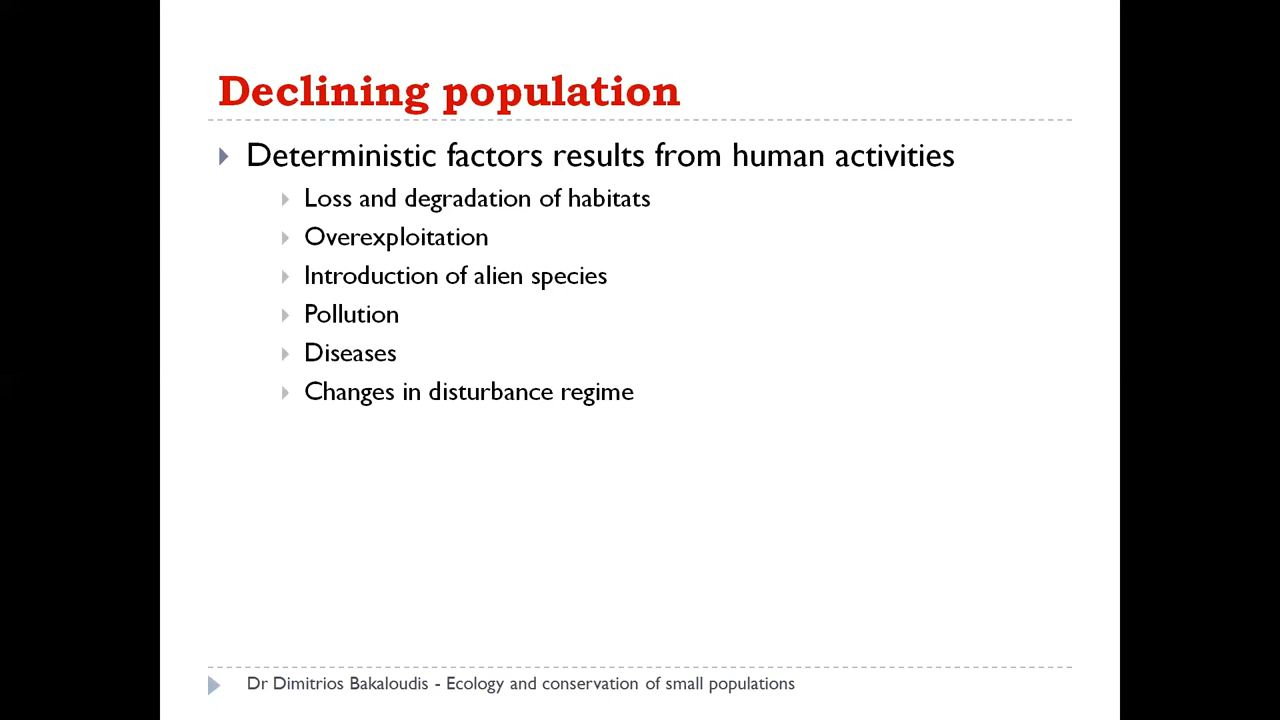 Declining population
Deterministic factors results from human activities
Loss and degradation of habitats
Overexploitation
Introduction of alien species
Pollution
Diseases
Changes in disturbance regime
Dr Dimitrios Bakaloudis - Ecology and conservation of small populations